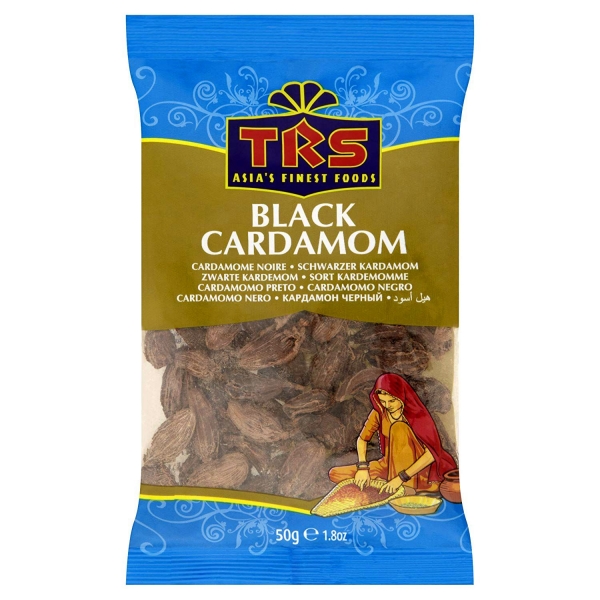 TRS
ASIA'S FINEST FOODS
BLACK
CARDAMOM
CARDAMOME NOIRE • SCHWARZER KARDAMOM
ZWARTE KARDEMOM • SORT KARDEMOMME
CARDAMOMO PRETO • CARDAMOMO NEGRO
CARDAMOMO NERO • КАРДАМОН ЧЕРНЫЙ • هيل أسود
50g ℮ 1.8oz